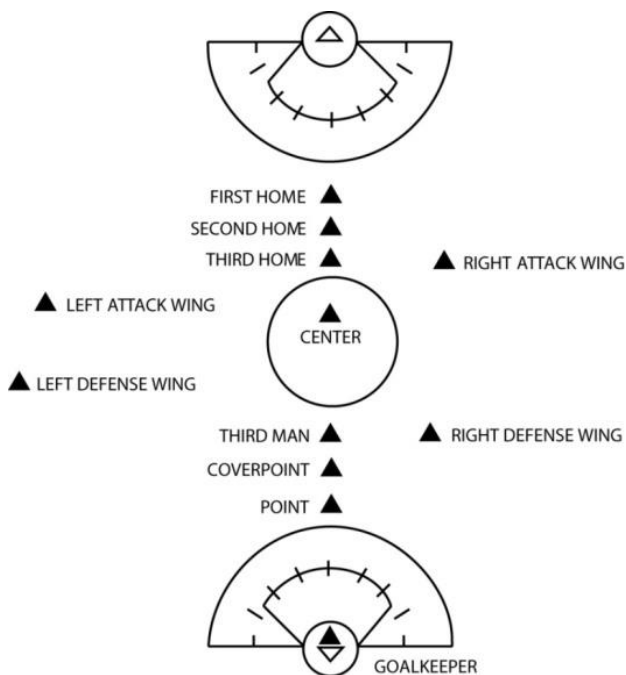 FIRST HOME
SECOND HOME
THIRD HOME
RIGHT ATTACK WING
LEFT ATTACK WING
CENTER
LEFT DEFENSE WING
THIRD MAN
RIGHT DEFENSE WING
COVERPOINT
POINT
GOALKEEPER